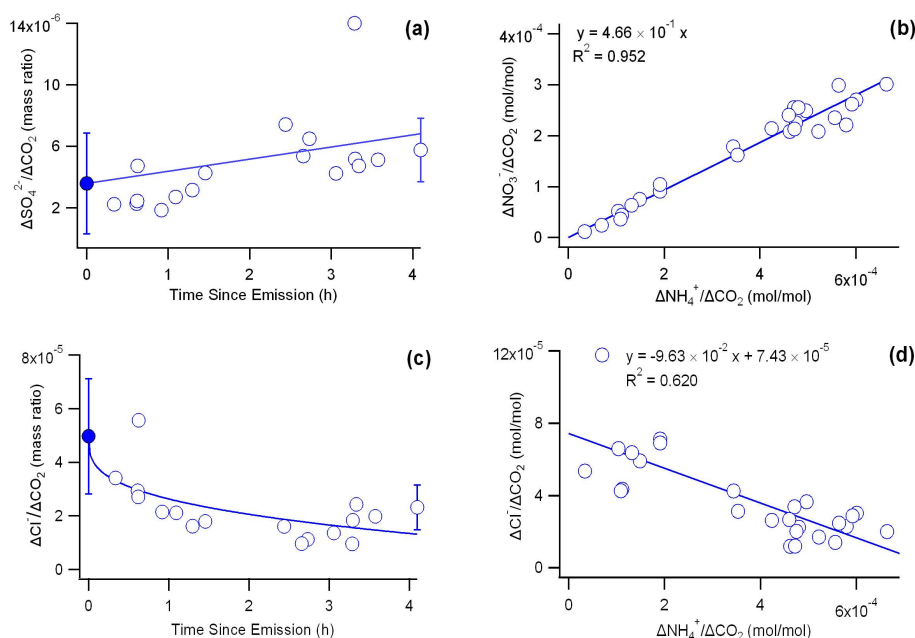 14x10⁻⁶
10
6
2
0
1
2
3
4
ΔSO₄²⁻/ΔCO₂ (mass ratio)
Time Since Emission (h)
(a)
y = 4.66 × 10⁻¹ x
R² = 0.952
(b)
4x10⁻⁴
3
2
1
0
0
2
4
6x10⁻⁴
ΔNO₃⁻/ΔCO₂ (mol/mol)
ΔNH₄⁺/ΔCO₂ (mol/mol)
8x10⁻⁵
6
4
2
0
0
1
2
3
4
ΔCl⁻/ΔCO₂ (mass ratio)
Time Since Emission (h)
(c)
y = -9.63 × 10⁻² x + 7.43 × 10⁻⁵
R² = 0.620
(d)
12x10⁻⁵
8
4
0
0
2
4
6x10⁻⁴
ΔCl⁻/ΔCO₂ (mol/mol)
ΔNH₄⁺/ΔCO₂ (mol/mol)